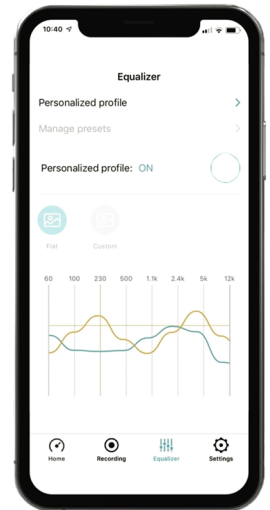 10:40
Equalizer
Personalized profile
Manage presets
Personalized profile: ON
Flat Custom
60 100 230 500 1.1k 2.4k 5k 12k
Home Recording Equalizer Settings